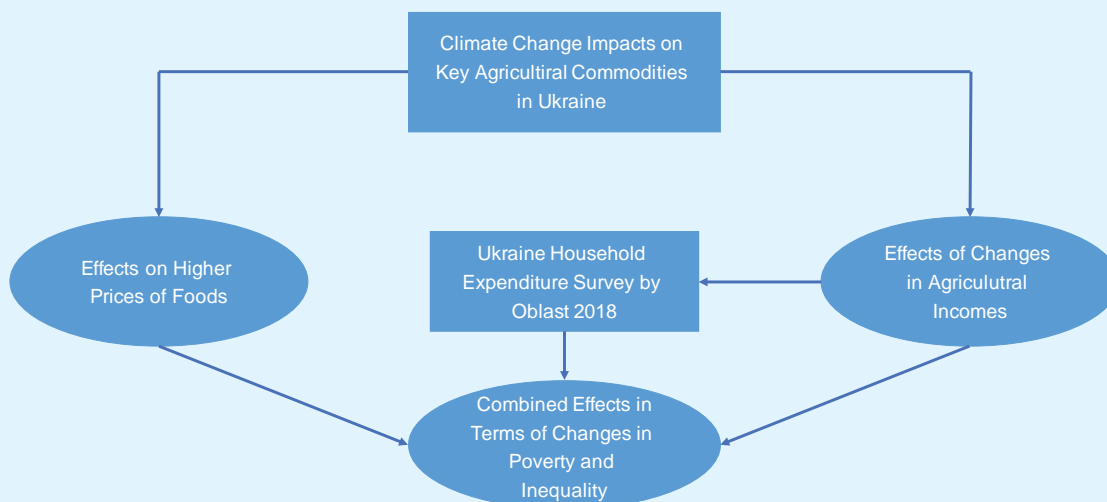 Climate Change Impacts on
Key Agricultiral Commodities
in Ukraine
Effects on Higher
Prices of Foods
Ukraine Household
Expenditure Survey by
Oblast 2018
Effects of Changes
in Agriculutral
Incomes
Combined Effects in
Terms of Changes in
Poverty and
Inequality